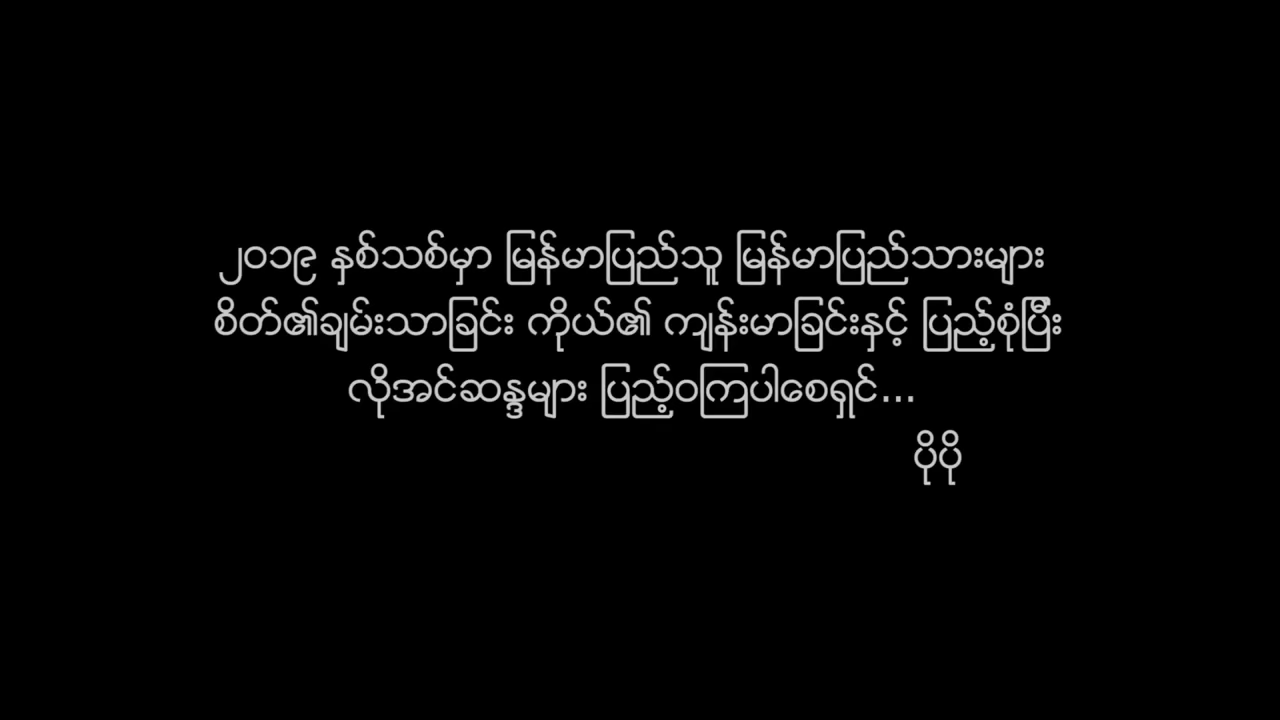 ၂၀၁၉ နှစ်သစ်မှာ မြန်မာပြည်သူ မြန်မာပြည်သားများ
စိတ်၏ချမ်းသာခြင်း ကိုယ်၏ ကျန်းမာခြင်းနှင့် ပြည့်စုံပြီး
လိုအင်ဆန္ဒများ ပြည့်ဝကြပါစေရှင်...
ပိုပို